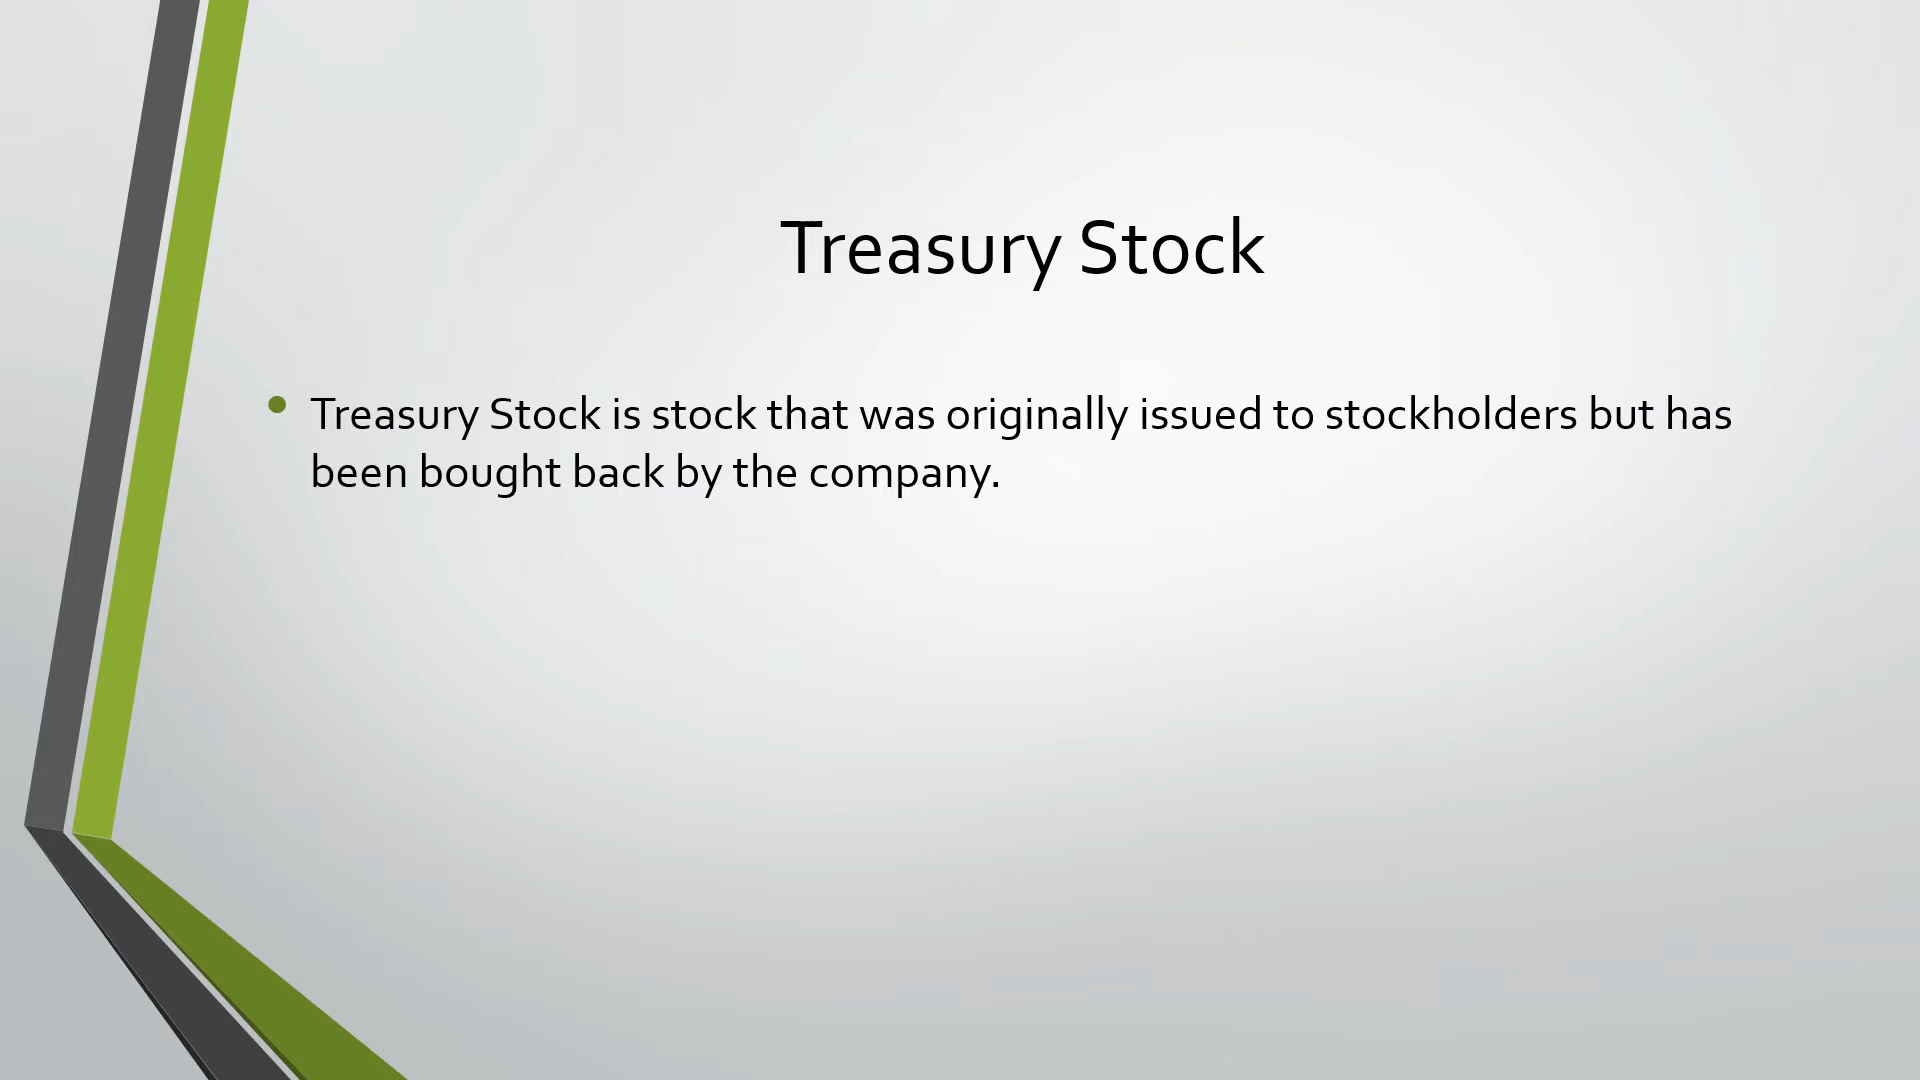 Treasury Stock
• Treasury Stock is stock that was originally issued to stockholders but has
been bought back by the company.